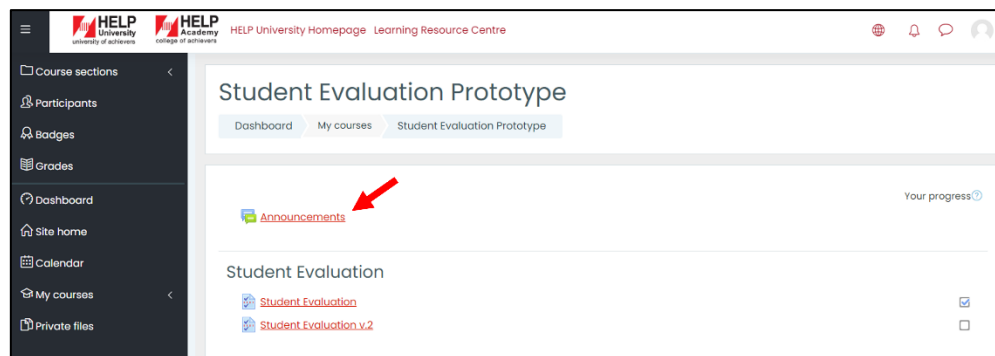 HELP University university of achievers
HELP Academy college of achievers
HELP University Homepage Learning Resource Centre
Course sections
Participants
Badges
Grades
Dashboard
Site home
Calendar
My courses
Private files
Student Evaluation Prototype
Dashboard My courses Student Evaluation Prototype
Your progress
Announcements
Student Evaluation
Student Evaluation
Student Evaluation v.2